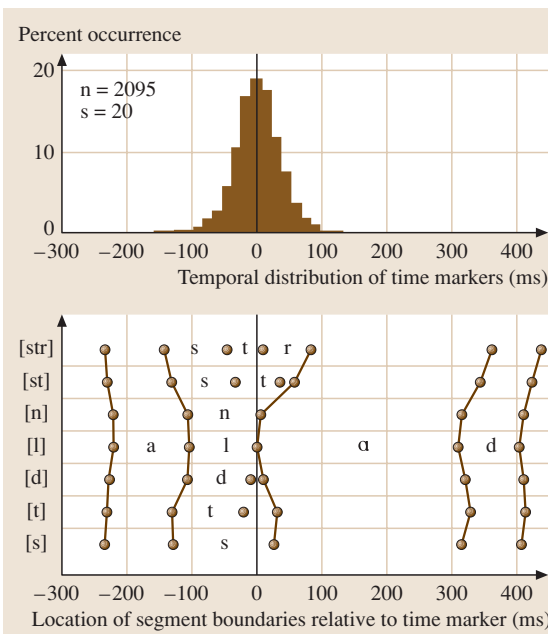 Percent occurrence
20
n = 2095
s = 20
10
0
−300 −200 −100 0 100 200 300 400
Temporal distribution of time markers (ms)
[str] s t r
[st] s t
[n] n
[l] a l ɑ d
[d] d
[t] t
[s] s
−300 −200 −100 0 100 200 300 400
Location of segment boundaries relative to time marker (ms)